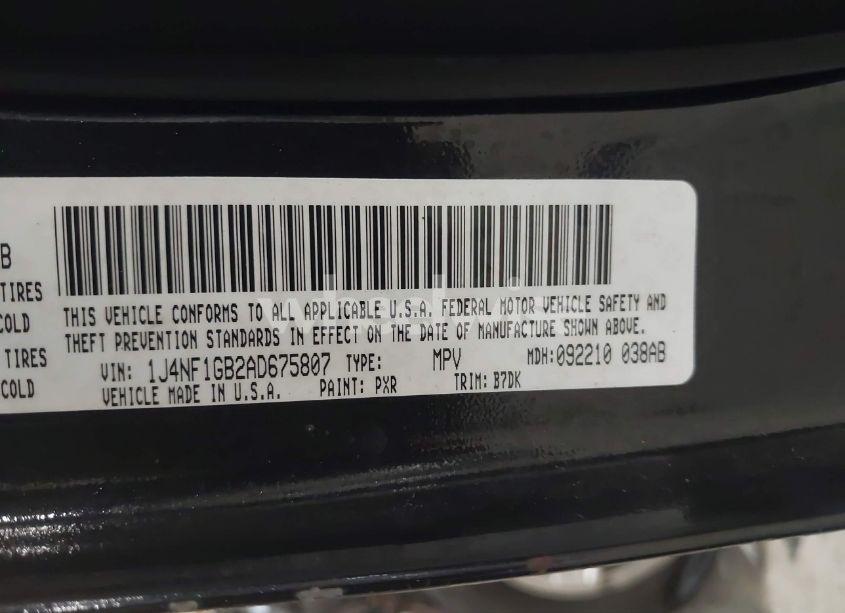 B
TIRES
COLD
TIRES
COLD
THIS VEHICLE CONFORMS TO ALL APPLICABLE U.S.A. FEDERAL MOTOR VEHICLE SAFETY AND
THEFT PREVENTION STANDARDS IN EFFECT ON THE DATE OF MANUFACTURE SHOWN ABOVE.
VIN: 1J4NF1GB2AD675807 TYPE: MPV MDH:092210 038AB
VEHICLE MADE IN U.S.A. PAINT: PXR TRIM: B7DK